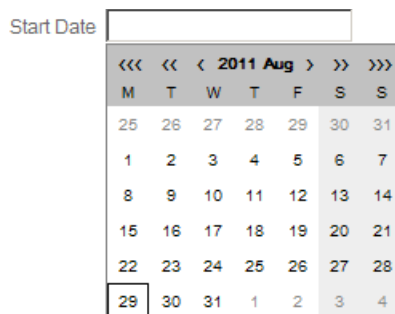 Start Date
‹‹‹ ‹‹ ‹ 2011 Aug › ›› ›››
M T W T F S S
25 26 27 28 29 30 31
1 2 3 4 5 6 7
8 9 10 11 12 13 14
15 16 17 18 19 20 21
22 23 24 25 26 27 28
29 30 31 1 2 3 4